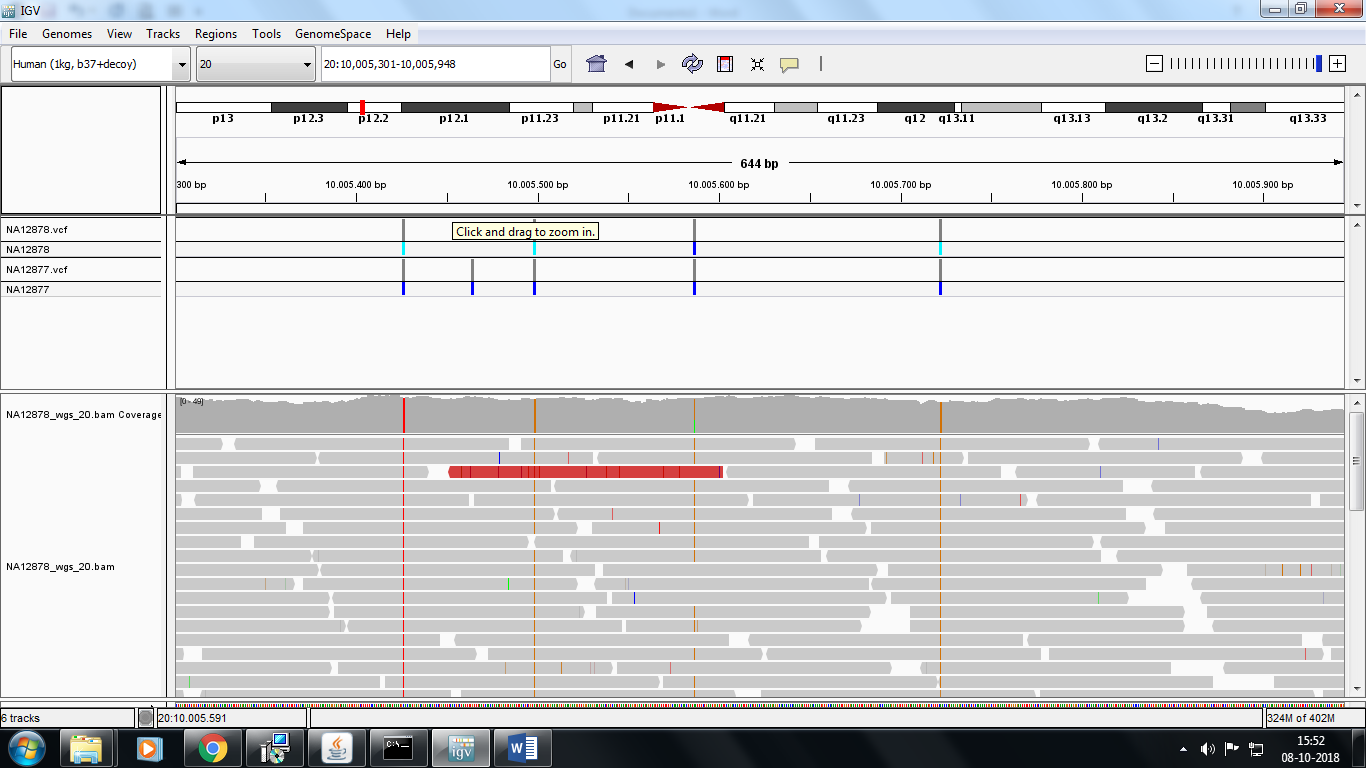 IGV
File Genomes View Tracks Regions Tools GenomeSpace Help
Human (1kg, b37+decoy) 20 20:10,005,301-10,005,948 Go
p13 p12.3 p12.2 p12.1 p11.23 p11.21 p11.1 q11.21 q11.23 q12 q13.11 q13.13 q13.2 q13.31 q13.33
644 bp
300 bp 10.005.400 bp 10.005.500 bp 10.005.600 bp 10.005.700 bp 10.005.800 bp 10.005.900 bp
NA12878.vcf
Click and drag to zoom in.
NA12878
NA12877.vcf
NA12877
[0 - 49]
NA12878_wgs_20.bam Coverage
NA12878_wgs_20.bam
6 tracks 20:10.005.591 324M of 402M
C:\_
igv
W
15:52
08-10-2018